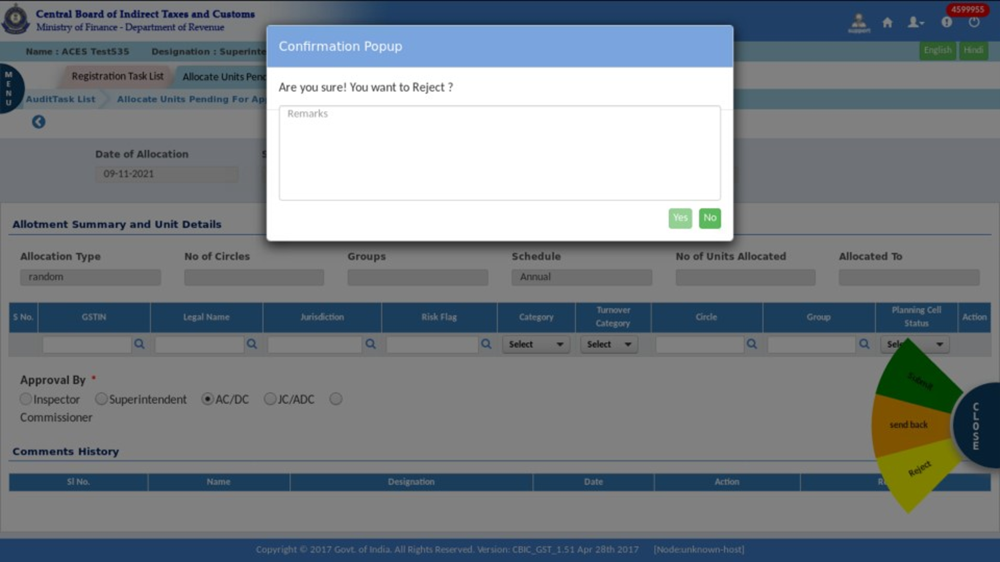 4599955
Central Board of Indirect Taxes and Customs
Ministry of Finance - Department of Revenue
support
Confirmation Popup
Name : ACES Test535 Designation : Superinte
English Hindi
MENU
Registration Task List Allocate Units Pend
Are you sure! You want to Reject ?
AuditTask List Allocate Units Pending For Ap
Remarks
Date of Allocation S
09-11-2021
Yes No
Allotment Summary and Unit Details
Allocation Type No of Circles Groups Schedule No of Units Allocated Allocated To
random Annual
S No. GSTIN Legal Name Jurisdiction Risk Flag Category Turnover Category Circle Group Planning Cell Status Action
Select Select Sele
Submit
Approval By *
Inspector Superintendent AC/DC JC/ADC
Commissioner
send back
CLOSE
Comments History
Reject
Sl No. Name Designation Date Action Re
Copyright © 2017 Govt. of India. All Rights Reserved. Version: CBIC_GST_1.51 Apr 28th 2017 [Node:unknown-host]